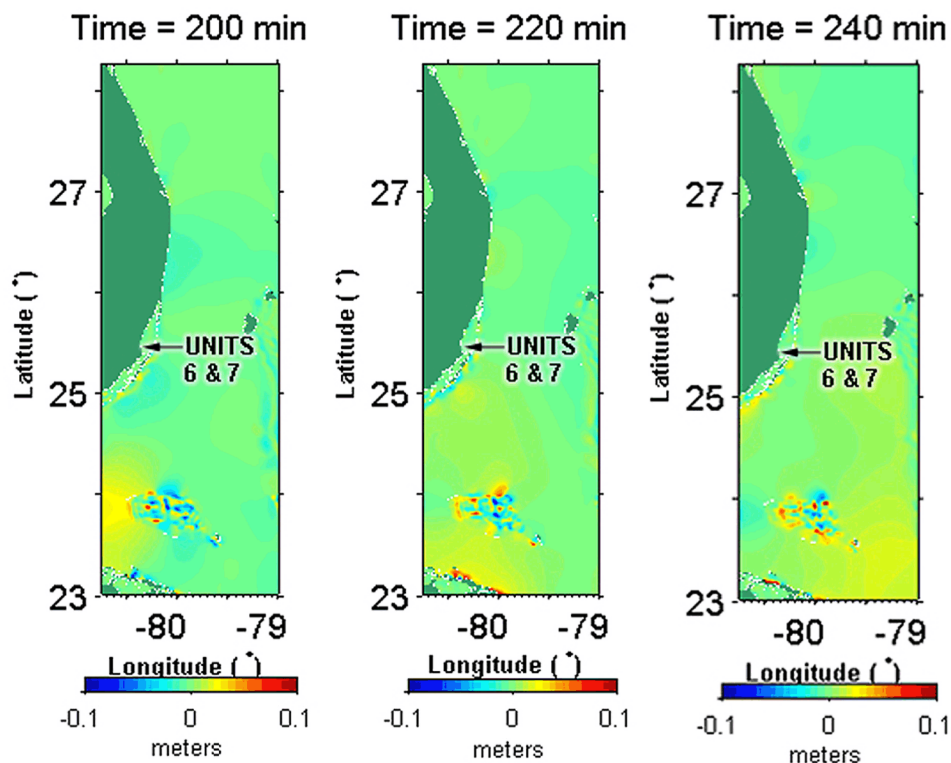 Time = 200 min
Time = 220 min
Time = 240 min
Latitude (°)
27
25
23
UNITS
6 & 7
-80
-79
Longitude (°)
-0.1
0
0.1
meters
Latitude (°)
27
25
23
UNITS
6 & 7
-80
-79
Longitude (°)
-0.1
0
0.1
meters
Latitude (°)
27
25
23
UNITS
6 & 7
-80
-79
Longitude (°)
-0.1
0
0.1
meters